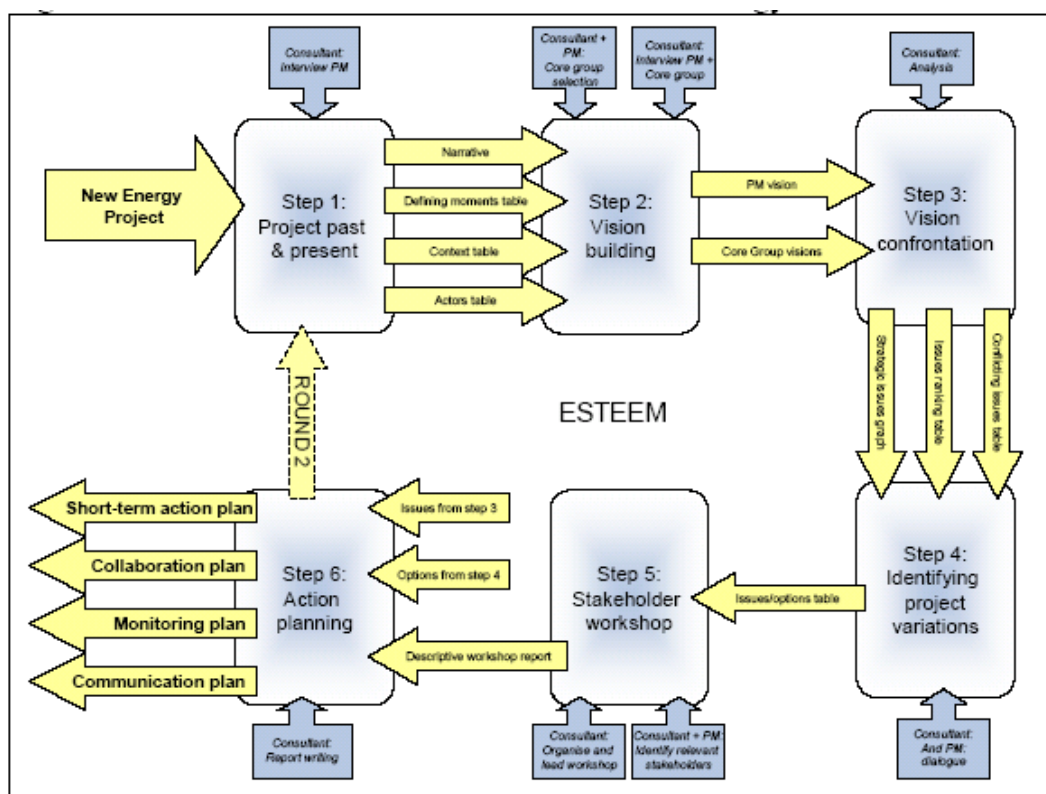 Consultant:
Interview PM
Consultant +
PM:
Core group
selection
Consultant:
Interview PM +
Core group
Consultant:
Analysis
New Energy
Project
Step 1:
Project past
& present
Narrative
Defining moments table
Context table
Actors table
Step 2:
Vision
building
PM vision
Core Group visions
Step 3:
Vision
confrontation
Strategic issues graph
Issues ranking table
Conflicting issues table
ROUND 2
ESTEEM
Short-term action plan
Collaboration plan
Monitoring plan
Communication plan
Step 6:
Action
planning
Issues from step 3
Options from step 4
Descriptive workshop report
Step 5:
Stakeholder
workshop
Issues/options table
Step 4:
Identifying
project
variations
Consultant:
Report writing
Consultant:
Organise and
lead workshop
Consultant + PM:
Identify relevant
stakeholders
Consultant:
And PM:
dialogue